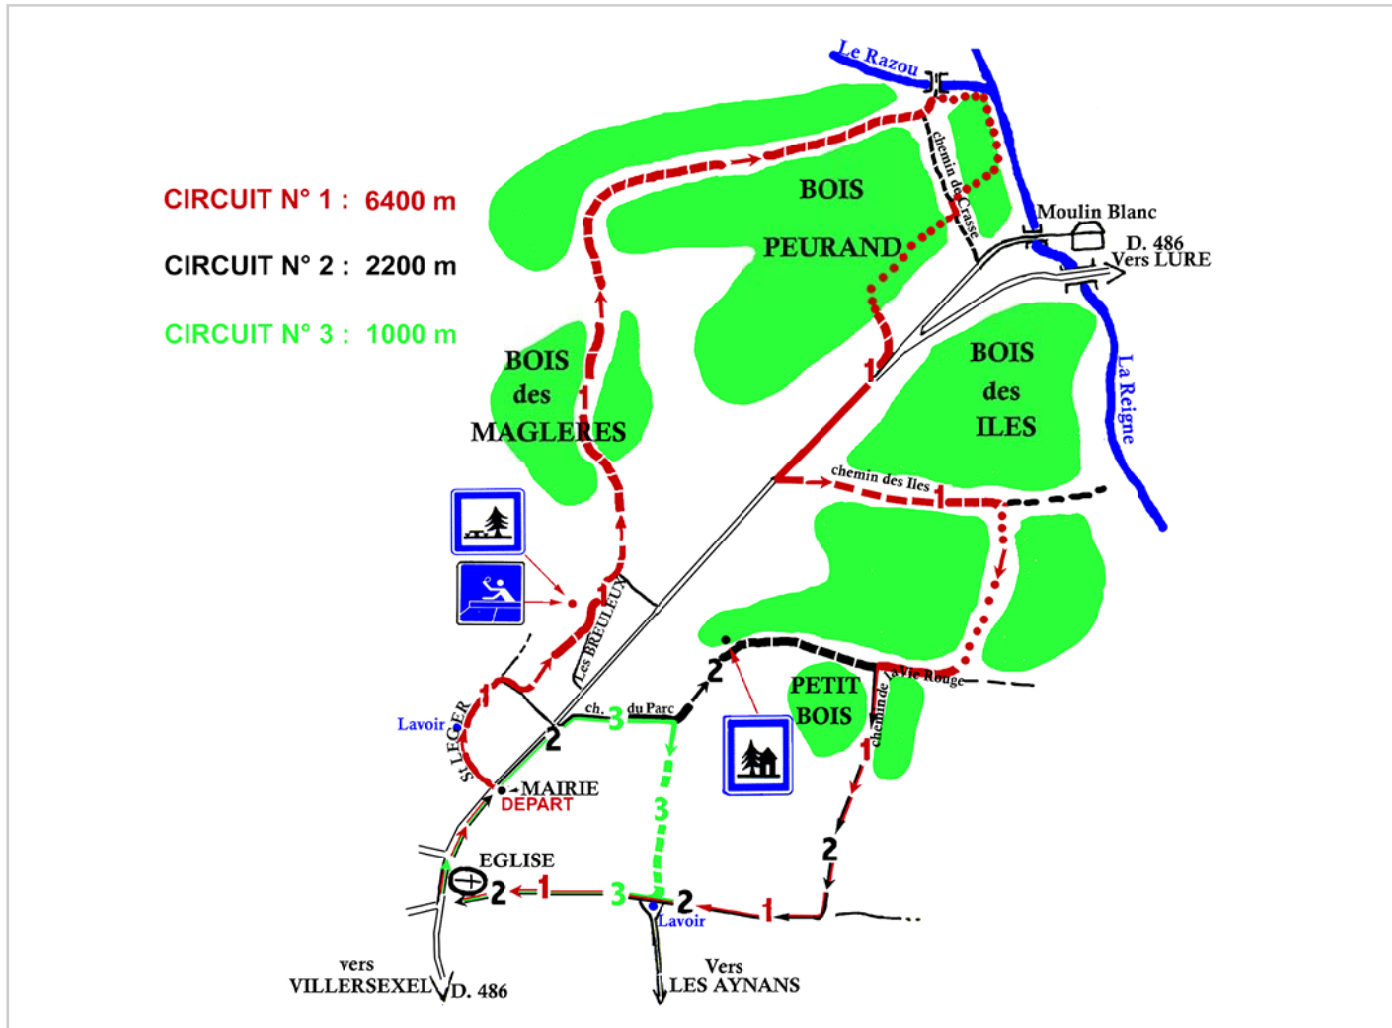 Le Razou
CIRCUIT N° 1 : 6400 m
CIRCUIT N° 2 : 2200 m
CIRCUIT N° 3 : 1000 m
BOIS
PEURAND
chemin de Crasse
Moulin Blanc
D. 486
Vers LURE
La Reigne
BOIS
des
MAGLERES
BOIS
des
ILES
1
1
chemin des Iles
1
1
Les BREULEUX
1
St LEGER
Lavoir
2
ch. du Parc
3
2
PETIT
BOIS
chemin de la Vie Rouge
1
MAIRIE
DEPART
3
2
EGLISE
2
1
3
2
1
Lavoir
vers
VILLERSEXEL
D. 486
Vers
LES AYNANS